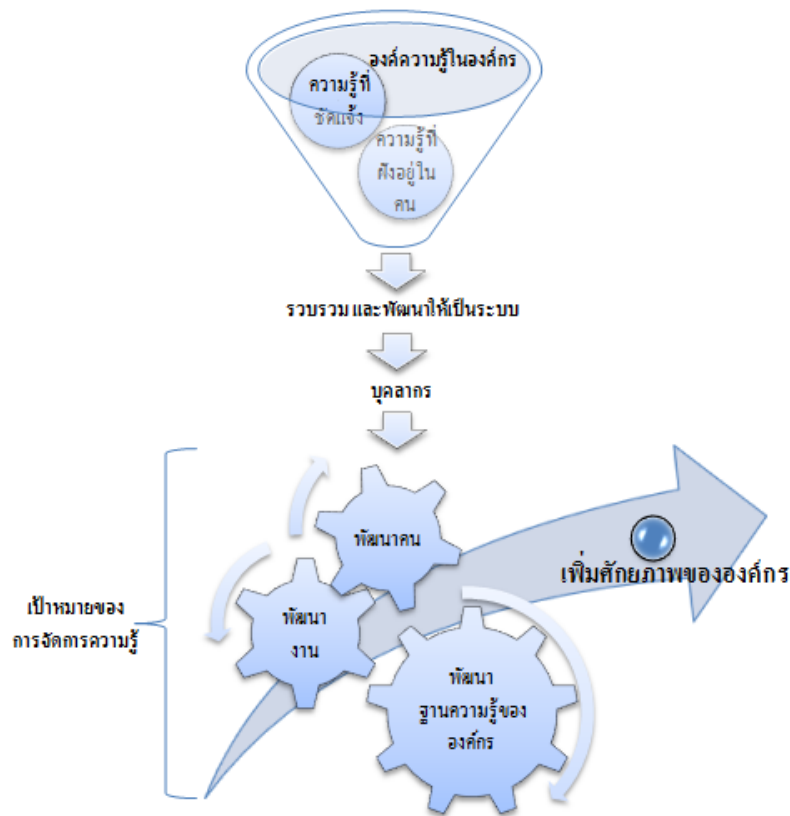 องค์ความรู้ในองค์กร
ความรู้ที่
ชัดแจ้ง
ความรู้ที่
ฝังอยู่ใน
คน
รวบรวม และพัฒนาให้เป็นระบบ
บุคลากร
พัฒนาคน
เพิ่มศักยภาพขององค์กร
เป้าหมายของ
การจัดการความรู้
พัฒนา
งาน
พัฒนา
ฐานความรู้ของ
องค์กร